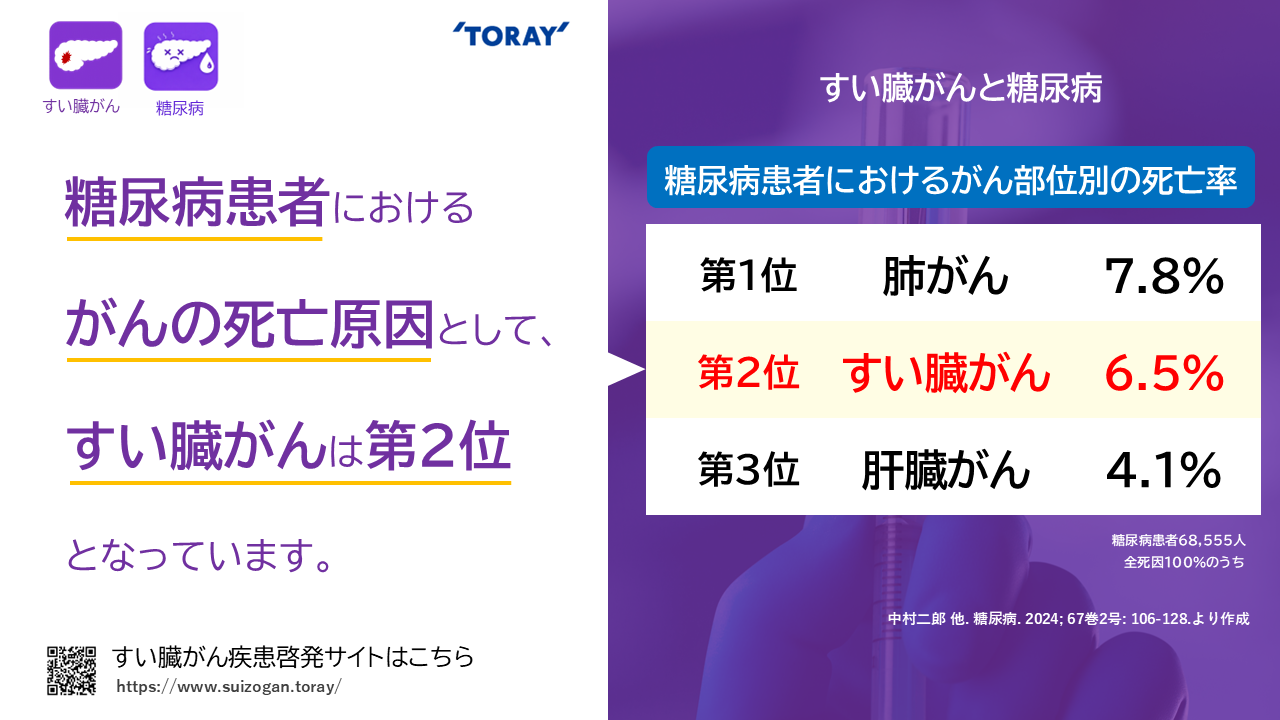 TORAY
すい臓がん
糖尿病
糖尿病患者における
がんの死亡原因として、
すい臓がんは第2位
となっています。
すい臓がん疾患啓発サイトはこちら
https://www.suizogan.toray/
すい臓がんと糖尿病
糖尿病患者におけるがん部位別の死亡率
第1位 肺がん 7.8%
第2位 すい臓がん 6.5%
第3位 肝臓がん 4.1%
糖尿病患者68,555人
全死因100%のうち
中村二郎 他. 糖尿病. 2024; 67巻2号: 106-128.より作成